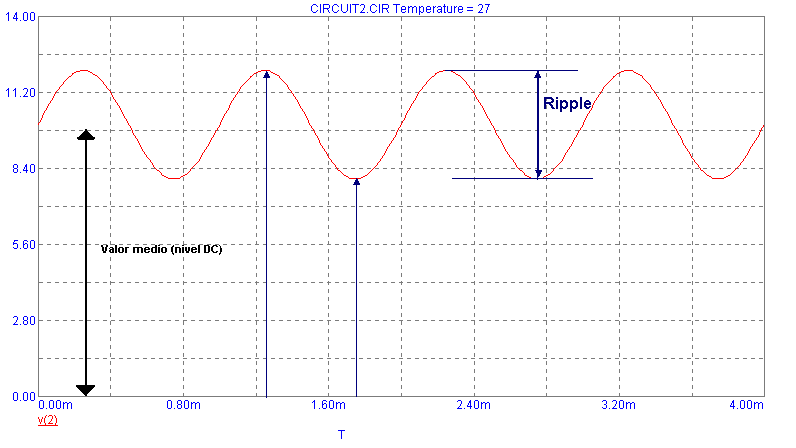 CIRCUIT2.CIR Temperature = 27
14.00
11.20
Ripple
8.40
Valor medio (nivel DC)
5.60
2.80
0.00
0.00m 0.80m 1.60m 2.40m 3.20m 4.00m
v(2)
T